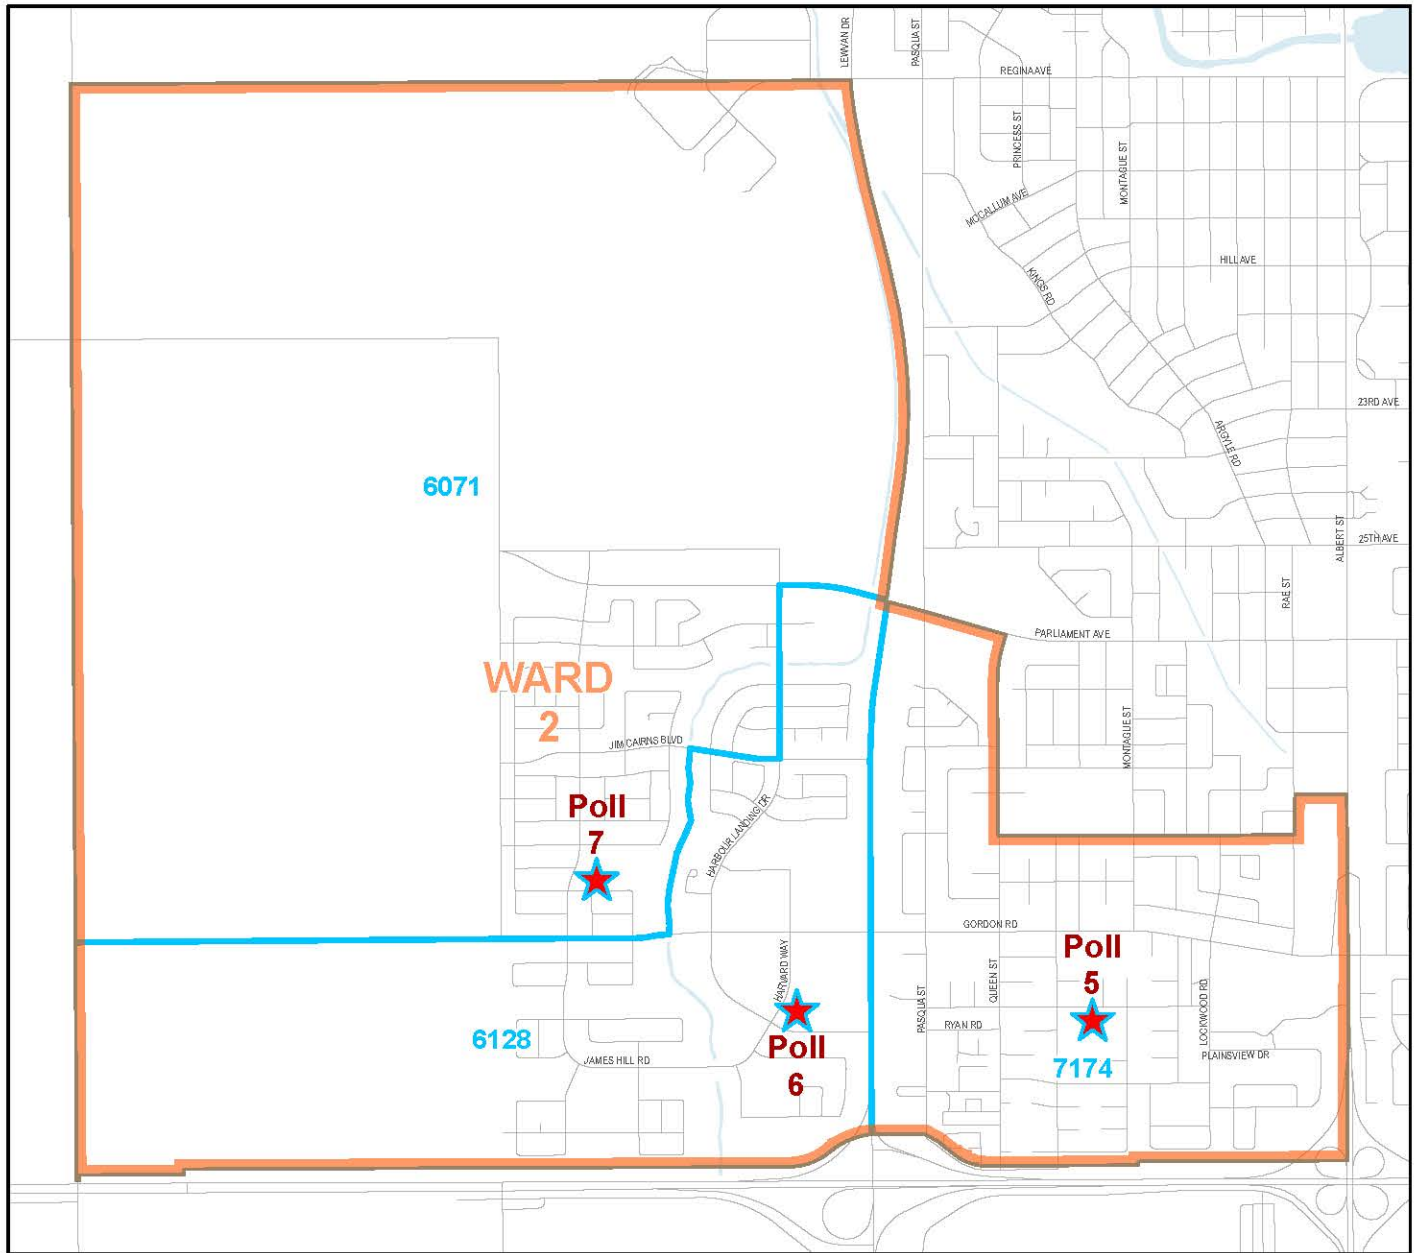 LEWVAN DR
PASQUA ST
REGINA AVE
PRINCESS ST
MONTAGUE ST
MCCALLUM AVE
HILL AVE
KINGS RD
23RD AVE
ARGYLE RD
6071
ALBERT ST
25TH AVE
RAE ST
PARLIAMENT AVE
WARD
2
MONTAGUE ST
JIM CAIRNS BLVD
Poll
7
HARBOUR LANDING DR
GORDON RD
Poll
5
HARVARD WAY
QUEEN ST
PASQUA ST
LOCKWOOD RD
RYAN RD
6128
Poll
6
JAMES HILL RD
PLAINSVIEW DR
7174